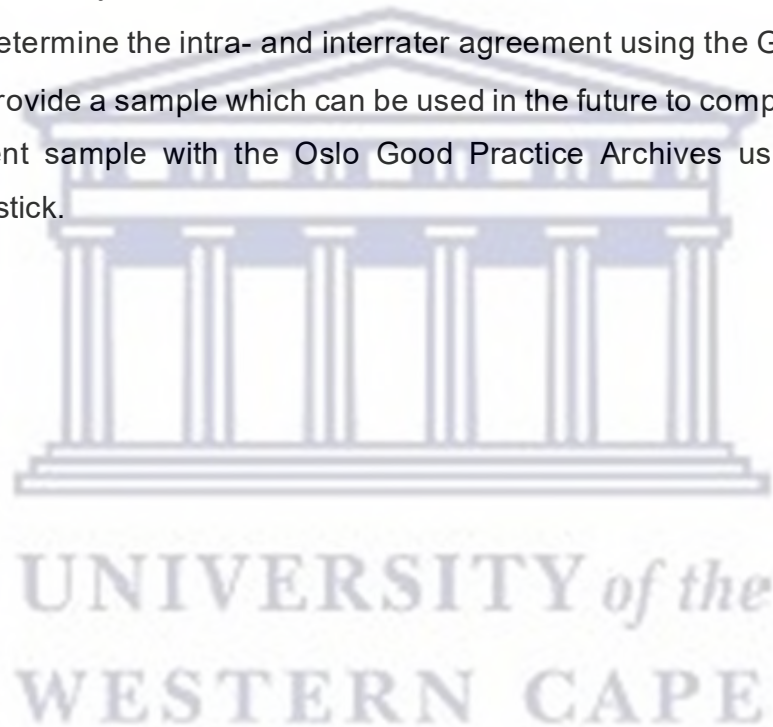 etermine the intra- and interrater agreement using the G
rovide a sample which can be used in the future to comp
ent sample with the Oslo Good Practice Archives us
stick.
UNIVERSITY of the
WESTERN CAPE